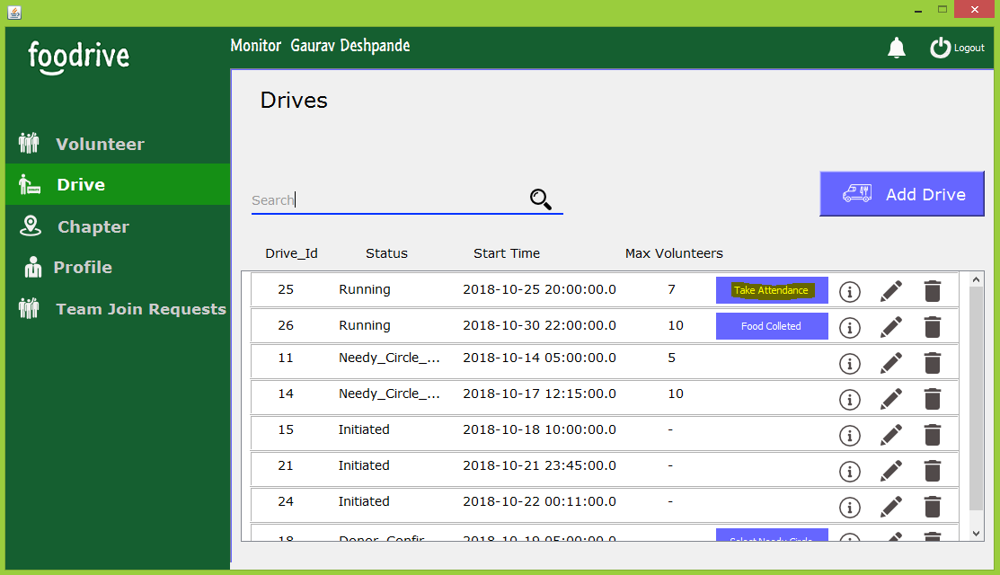 foodrive
Monitor Gaurav Deshpande
Logout
Volunteer
Drive
Chapter
Profile
Team Join Requests
Drives
Search
Add Drive
Drive_Id Status Start Time Max Volunteers
25 Running 2018-10-25 20:00:00.0 7 Take Attendance
26 Running 2018-10-30 22:00:00.0 10 Food Colleted
11 Needy_Circle_... 2018-10-14 05:00:00.0 5
14 Needy_Circle_... 2018-10-17 12:15:00.0 10
15 Initiated 2018-10-18 10:00:00.0 -
21 Initiated 2018-10-21 23:45:00.0 -
24 Initiated 2018-10-22 00:11:00.0 -
18 Donor_Confir... 2018-10-19 05:00:00.0 Select Needy Circle